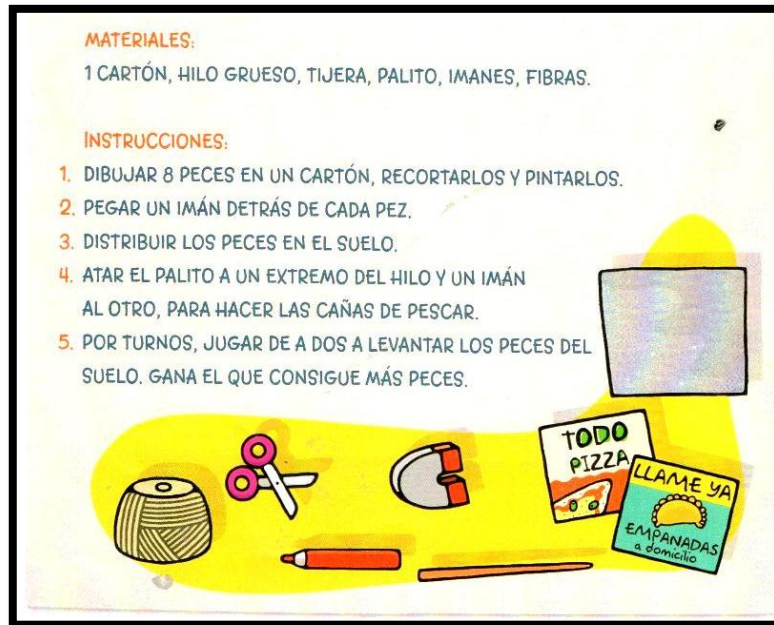 MATERIALES:
1 CARTÓN, HILO GRUESO, TIJERA, PALITO, IMANES, FIBRAS.
INSTRUCCIONES:
1. DIBUJAR 8 PECES EN UN CARTÓN, RECORTARLOS Y PINTARLOS.
2. PEGAR UN IMÁN DETRÁS DE CADA PEZ.
3. DISTRIBUIR LOS PECES EN EL SUELO.
4. ATAR EL PALITO A UN EXTREMO DEL HILO Y UN IMÁN
AL OTRO, PARA HACER LAS CAÑAS DE PESCAR.
5. POR TURNOS, JUGAR DE A DOS A LEVANTAR LOS PECES DEL
SUELO. GANA EL QUE CONSIGUE MÁS PECES.
TODO
PIZZA
LLAME YA
EMPANADAS
a domicilio